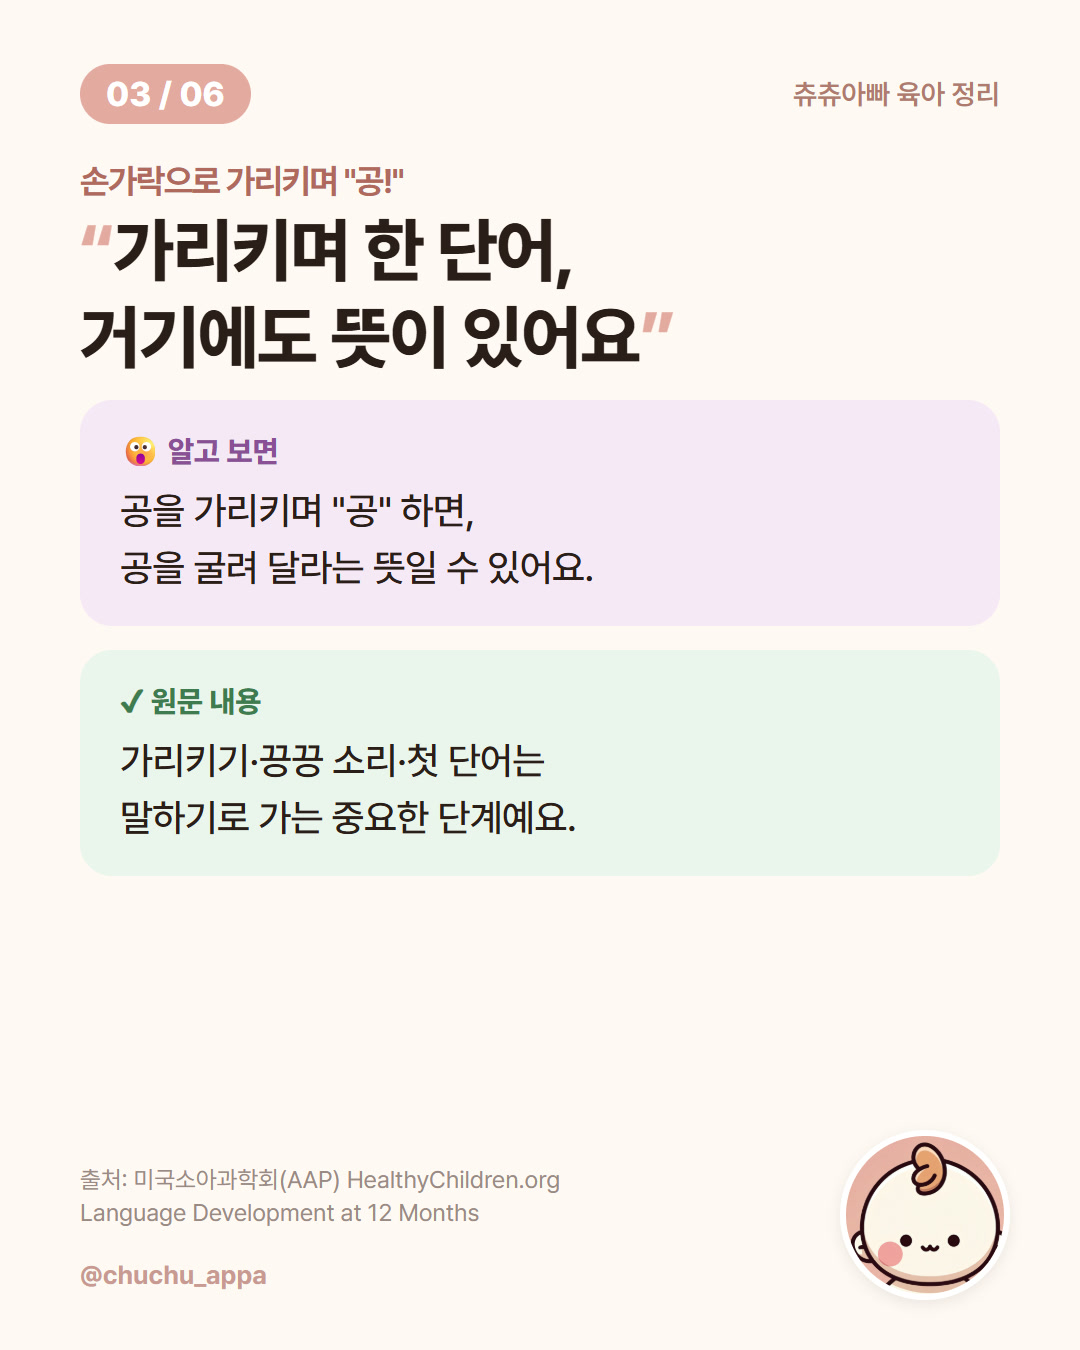 03 / 06
츄츄아빠 육아 정리
손가락으로 가리키며 "공!"
“가리키며 한 단어,
거기에도 뜻이 있어요”
알고 보면
공을 가리키며 "공" 하면,
공을 굴려 달라는 뜻일 수 있어요.
✓ 원문 내용
가리키기·끙끙 소리·첫 단어는
말하기로 가는 중요한 단계예요.
출처: 미국소아과학회(AAP) HealthyChildren.org
Language Development at 12 Months
@chuchu_appa